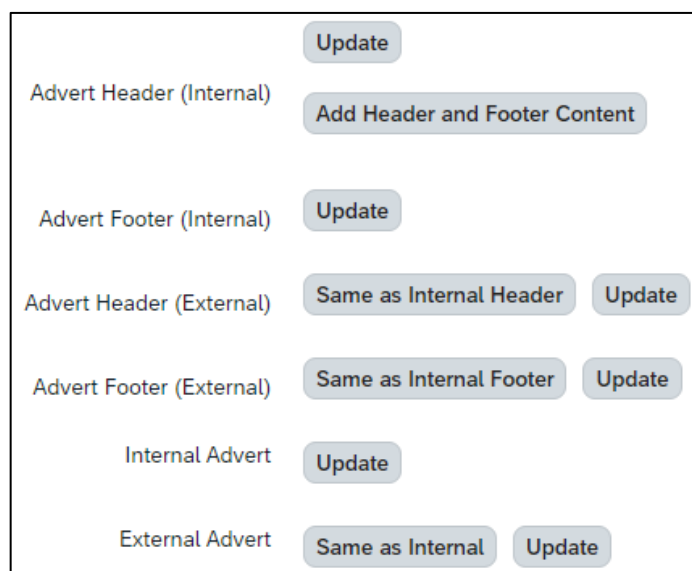 Update
Advert Header (Internal)
Add Header and Footer Content
Advert Footer (Internal) Update
Advert Header (External) Same as Internal Header Update
Advert Footer (External) Same as Internal Footer Update
Internal Advert Update
External Advert Same as Internal Update